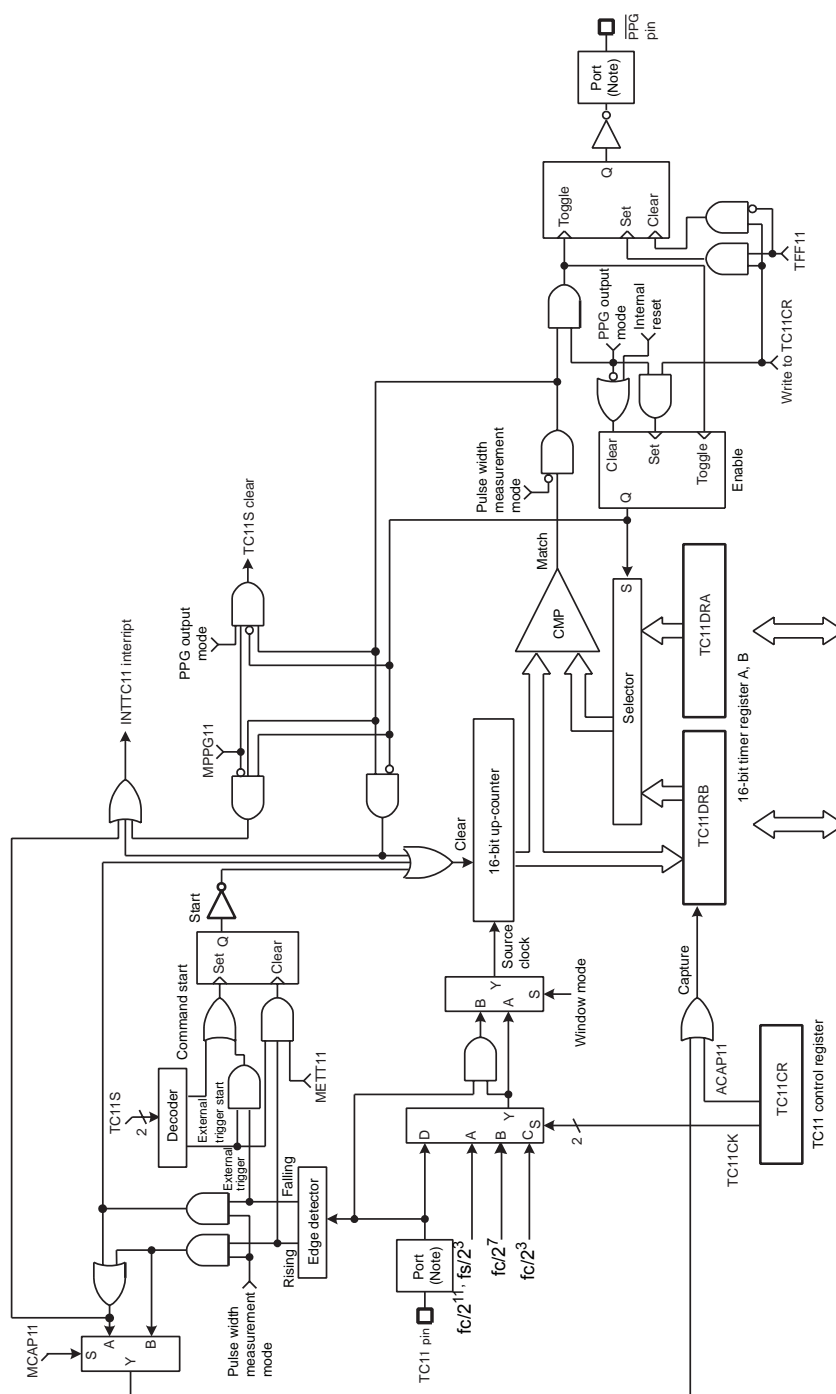 MCAP11
S
A
B
Y
Pulse width
measurement
mode
TC11S
2
Decoder
External
trigger start
External
trigger
Command start
Set
Q
Clear
Start
METT11
Rising
Falling
Edge detector
TC11 pin
Port
(Note)
fc/2^11, fs/2^3
fc/2^7
fc/2^3
D
A
B
C
Y
S
2
TC11CK
B
A
Y
S
Window mode
Source
clock
Clear
16-bit up-counter
INTTC11 interript
MPPG11
PPG output
mode
TC11S clear
CMP
Match
Pulse width
measurement
mode
Selector
S
TC11DRB
TC11DRA
16-bit timer register A, B
Capture
ACAP11
TC11CR
TC11 control register
Q
Clear
Set
Toggle
Enable
PPG output
mode
Internal
reset
Write to TC11CR
TFF11
Toggle
Set
Clear
Q
Port
(Note)
PPG
pin